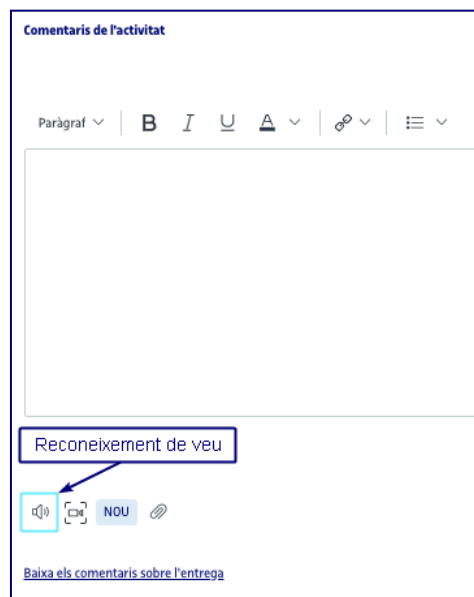 Comentaris de l'activitat
Paràgraf B I U A
Reconeixement de veu
NOU
Baixa els comentaris sobre l'entrega